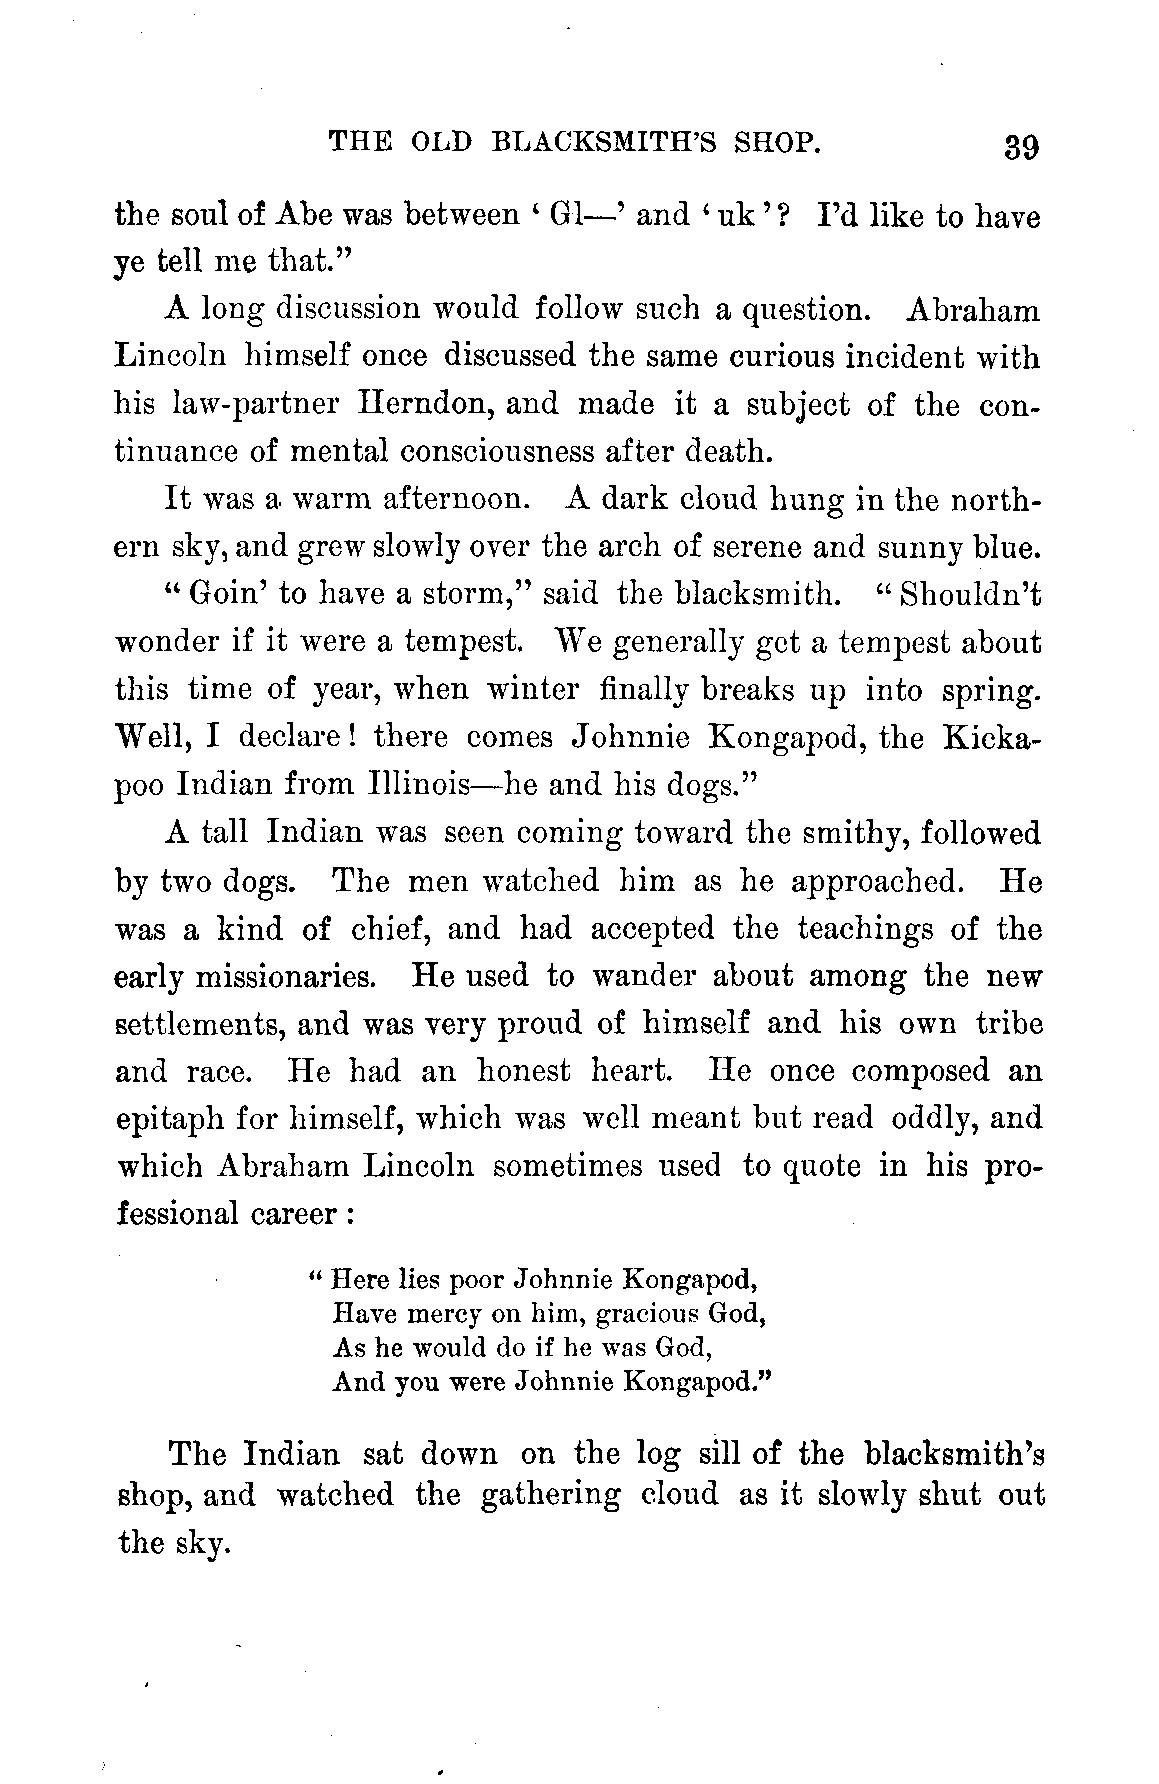 THE OLD BLACKSMITH'S SHOP. 39
the soul of Abe was between ‘ Gl—’ and ‘ uk ’ ? I’d like to have
ye tell me that.”
A long discussion would follow such a question. Abraham
Lincoln himself once discussed the same curious incident with
his law-partner Herndon, and made it a subject of the con-
tinuance of mental consciousness after death.
It was a warm afternoon. A dark cloud hung in the north-
ern sky, and grew slowly over the arch of serene and sunny blue.
“ Goin’ to have a storm,” said the blacksmith. “ Shouldn’t
wonder if it were a tempest. We generally get a tempest about
this time of year, when winter finally breaks up into spring.
Well, I declare ! there comes Johnnie Kongapod, the Kicka-
poo Indian from Illinois—he and his dogs.”
A tall Indian was seen coming toward the smithy, followed
by two dogs. The men watched him as he approached. He
was a kind of chief, and had accepted the teachings of the
early missionaries. He used to wander about among the new
settlements, and was very proud of himself and his own tribe
and race. He had an honest heart. He once composed an
epitaph for himself, which was well meant but read oddly, and
which Abraham Lincoln sometimes used to quote in his pro-
fessional career :
“ Here lies poor Johnnie Kongapod,
Have mercy on him, gracious God,
As he would do if he was God,
And you were Johnnie Kongapod.”
The Indian sat down on the log sill of the blacksmith’s
shop, and watched the gathering cloud as it slowly shut out
the sky.